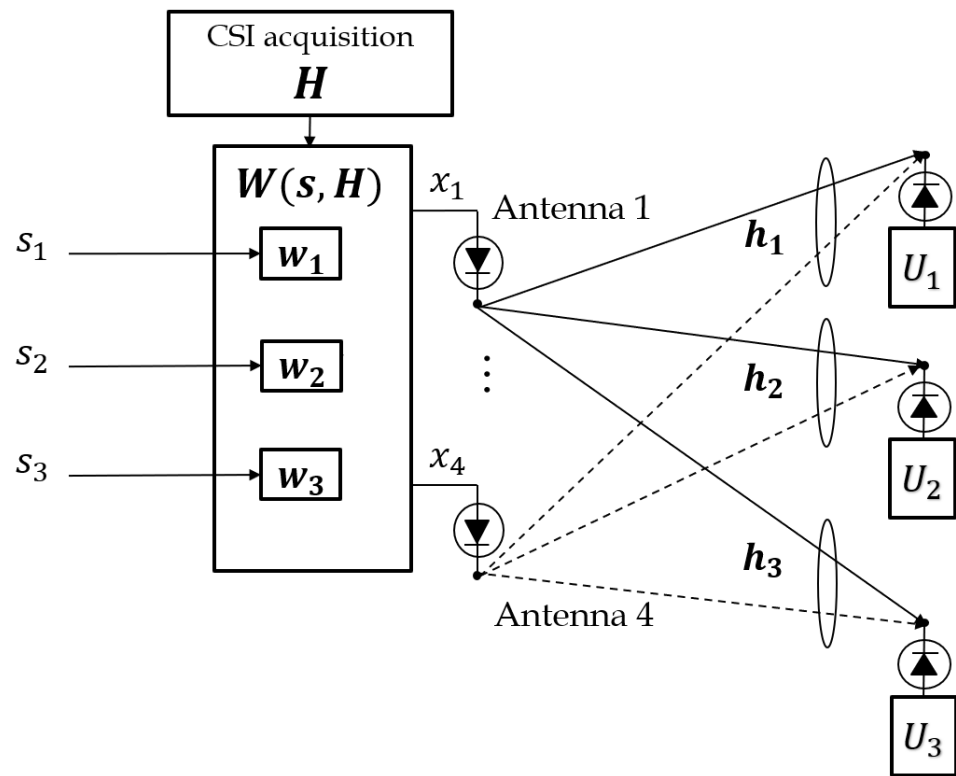 CSI acquisition
H
W(s, H)
x₁
Antenna 1
s₁
w₁
h₁
U₁
s₂
w₂
⋮
h₂
s₃
w₃
x₄
U₂
h₃
Antenna 4
U₃